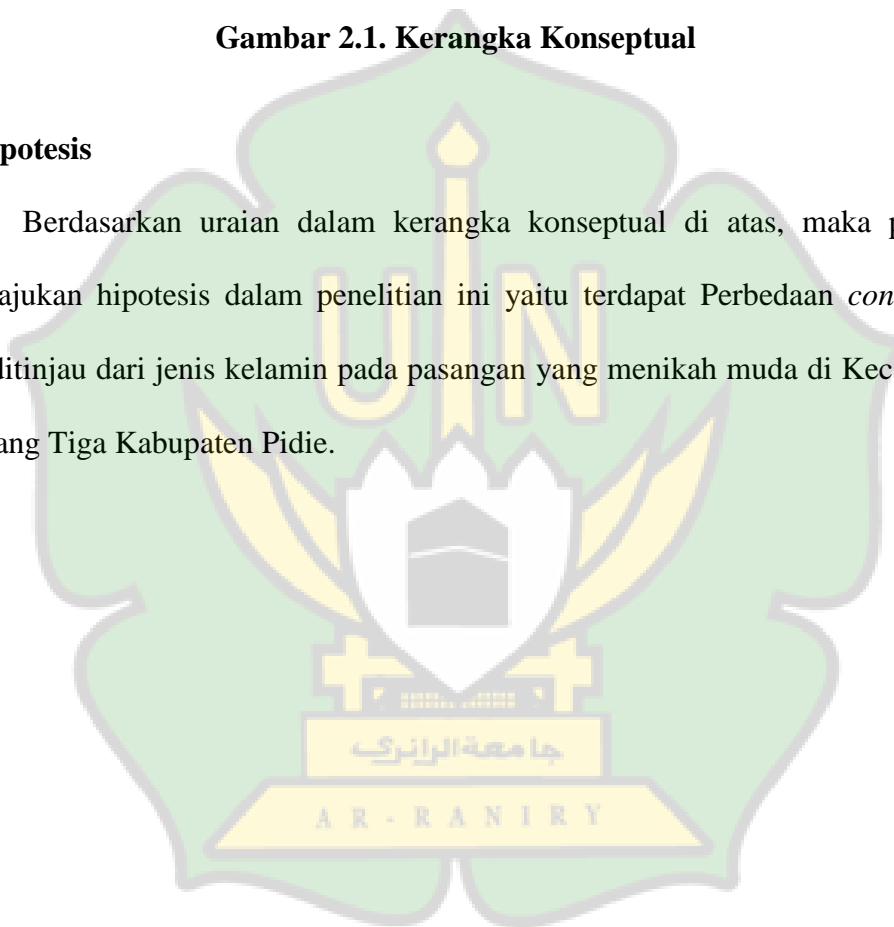 Gambar 2.1. Kerangka Konseptual
potesis
Berdasarkan uraian dalam kerangka konseptual di atas, maka p
ajukan hipotesis dalam penelitian ini yaitu terdapat Perbedaan con
ditinjau dari jenis kelamin pada pasangan yang menikah muda di Kec
ang Tiga Kabupaten Pidie.
UIN
جامعة الرانري
AR-RANIRY